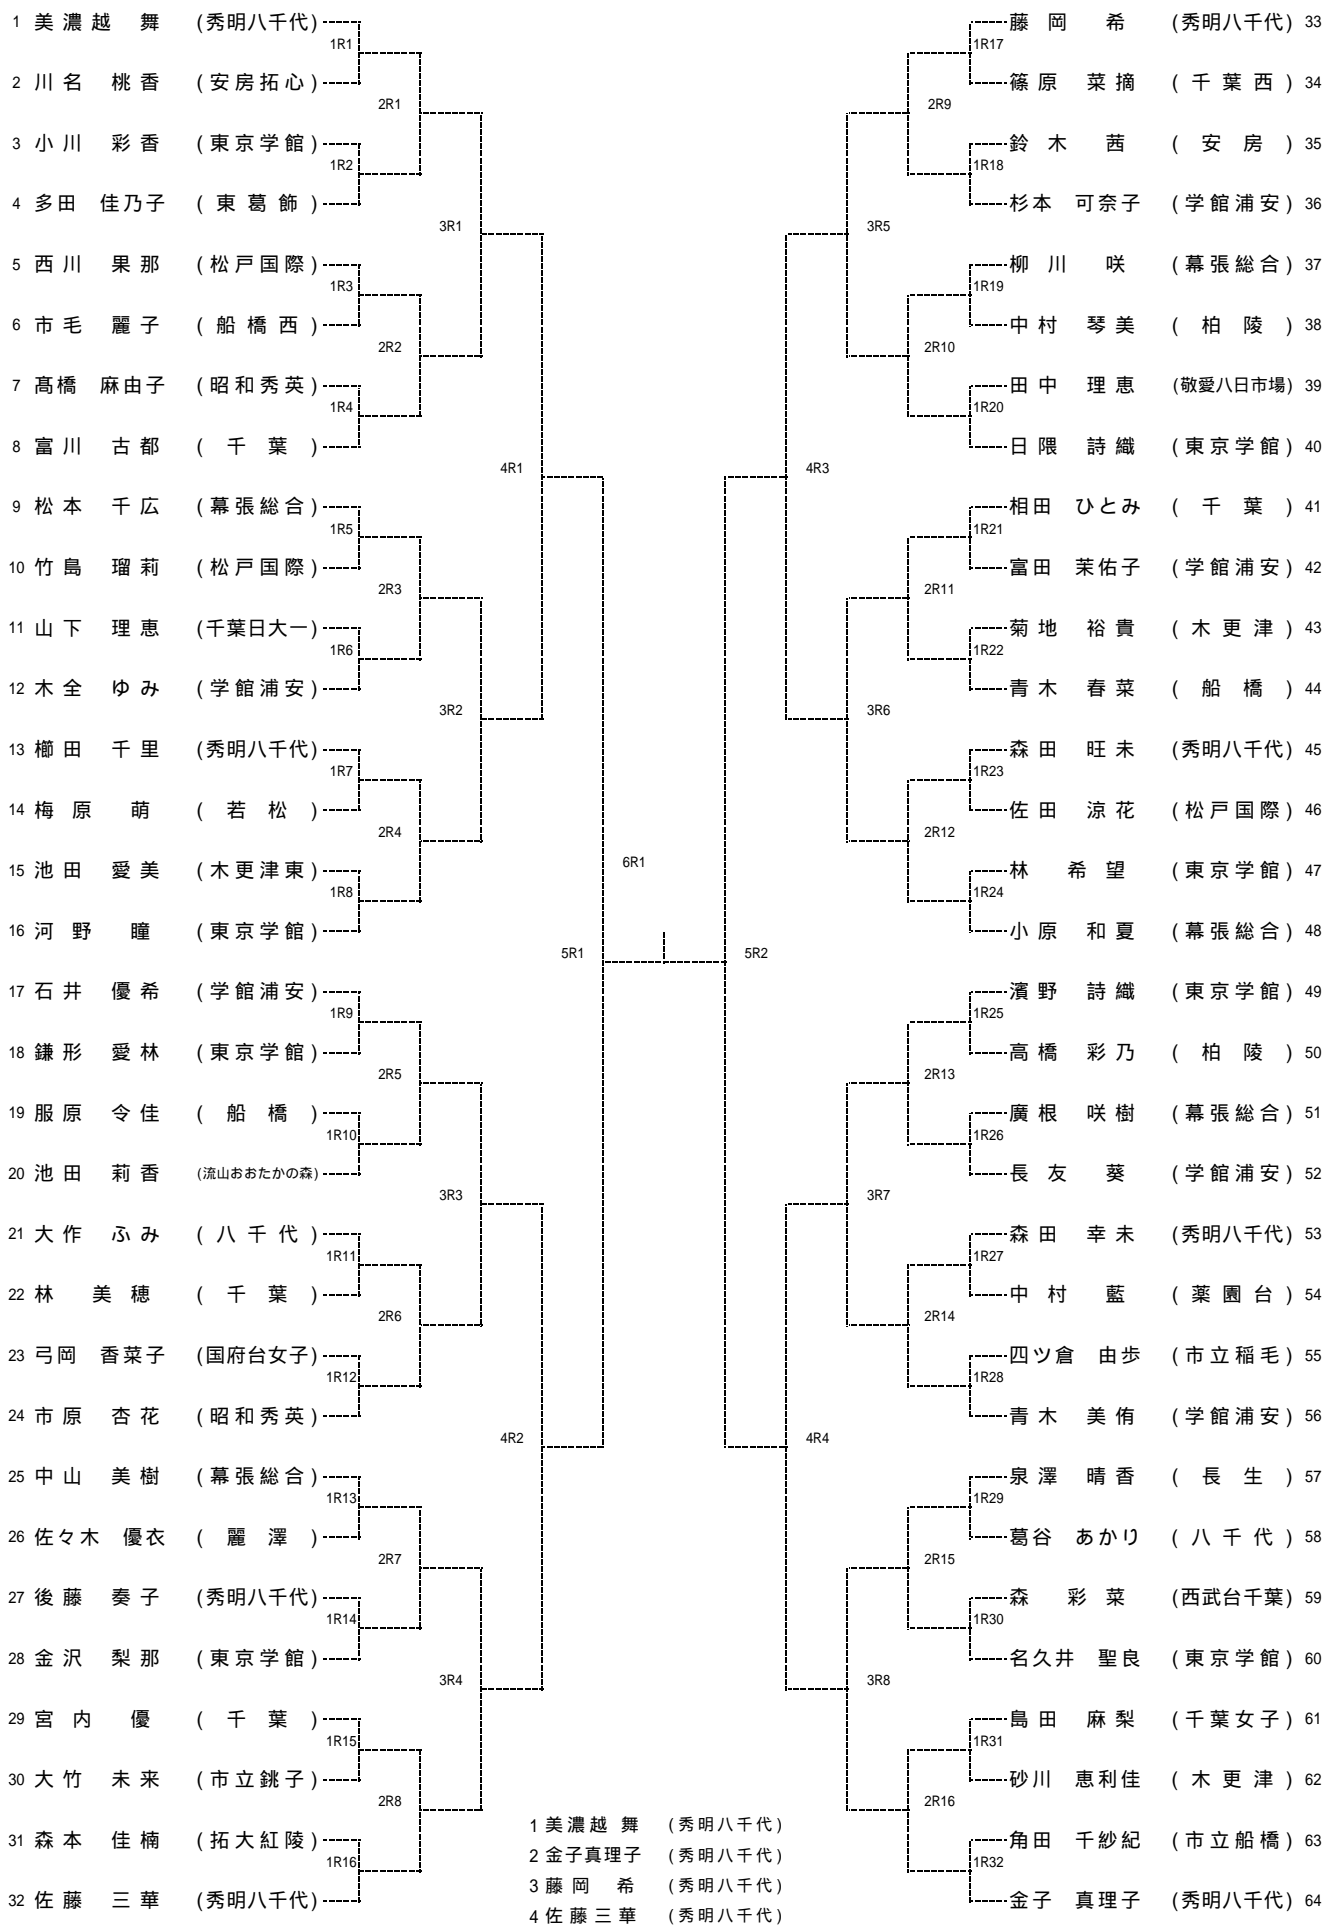 1 美濃越 舞 (秀明八千代)
1R1
2 川名 桃香 (安房拓心)
2R1
3 小川 彩香 (東京学館)
1R2
4 多田 佳乃子 (東葛飾)
3R1
5 西川 果那 (松戸国際)
1R3
6 市毛 麗子 (船橋西)
2R2
7 髙橋 麻由子 (昭和秀英)
1R4
8 富川 古都 (千葉)
4R1
9 松本 千広 (幕張総合)
1R5
10 竹島 瑠莉 (松戸国際)
2R3
11 山下 理恵 (千葉日大一)
1R6
12 木全 ゆみ (学館浦安)
3R2
13 櫛田 千里 (秀明八千代)
1R7
14 梅原 萌 (若松)
2R4
15 池田 愛美 (木更津東)
1R8
16 河野 瞳 (東京学館)
5R1
17 石井 優希 (学館浦安)
1R9
18 鎌形 愛林 (東京学館)
2R5
19 服原 令佳 (船橋)
1R10
20 池田 莉香 (流山おおたかの森)
3R3
21 大作 ふみ (八千代)
1R11
22 林 美穂 (千葉)
2R6
23 弓岡 香菜子 (国府台女子)
1R12
24 市原 杏花 (昭和秀英)
4R2
25 中山 美樹 (幕張総合)
1R13
26 佐々木 優衣 (麗澤)
2R7
27 後藤 奏子 (秀明八千代)
1R14
28 金沢 梨那 (東京学館)
3R4
29 宮内 優 (千葉)
1R15
30 大竹 未来 (市立銚子)
2R8
31 森本 佳楠 (拓大紅陵)
1R16
32 佐藤 三華 (秀明八千代)
6R1
藤岡 希 (秀明八千代) 33
1R17
篠原 菜摘 (千葉西) 34
2R9
鈴木 茜 (安房) 35
1R18
杉本 可奈子 (学館浦安) 36
3R5
柳川 咲 (幕張総合) 37
1R19
中村 琴美 (柏陵) 38
2R10
田中 理恵 (敬愛八日市場) 39
1R20
日隈 詩織 (東京学館) 40
4R3
相田 ひとみ (千葉) 41
1R21
富田 茉佑子 (学館浦安) 42
2R11
菊地 裕貴 (木更津) 43
1R22
青木 春菜 (船橋) 44
3R6
森田 旺未 (秀明八千代) 45
1R23
佐田 涼花 (松戸国際) 46
2R12
林 希望 (東京学館) 47
1R24
小原 和夏 (幕張総合) 48
5R2
濱野 詩織 (東京学館) 49
1R25
高橋 彩乃 (柏陵) 50
2R13
廣根 咲樹 (幕張総合) 51
1R26
長友 葵 (学館浦安) 52
3R7
森田 幸未 (秀明八千代) 53
1R27
中村 藍 (薬園台) 54
2R14
四ツ倉 由歩 (市立稲毛) 55
1R28
青木 美侑 (学館浦安) 56
4R4
泉澤 晴香 (長生) 57
1R29
葛谷 あかり (八千代) 58
2R15
森 彩菜 (西武台千葉) 59
1R30
名久井 聖良 (東京学館) 60
3R8
島田 麻梨 (千葉女子) 61
1R31
砂川 恵利佳 (木更津) 62
2R16
角田 千紗紀 (市立船橋) 63
1R32
金子 真理子 (秀明八千代) 64
1 美濃越 舞 (秀明八千代)
2 金子真理子 (秀明八千代)
3 藤岡 希 (秀明八千代)
4 佐藤三華 (秀明八千代)